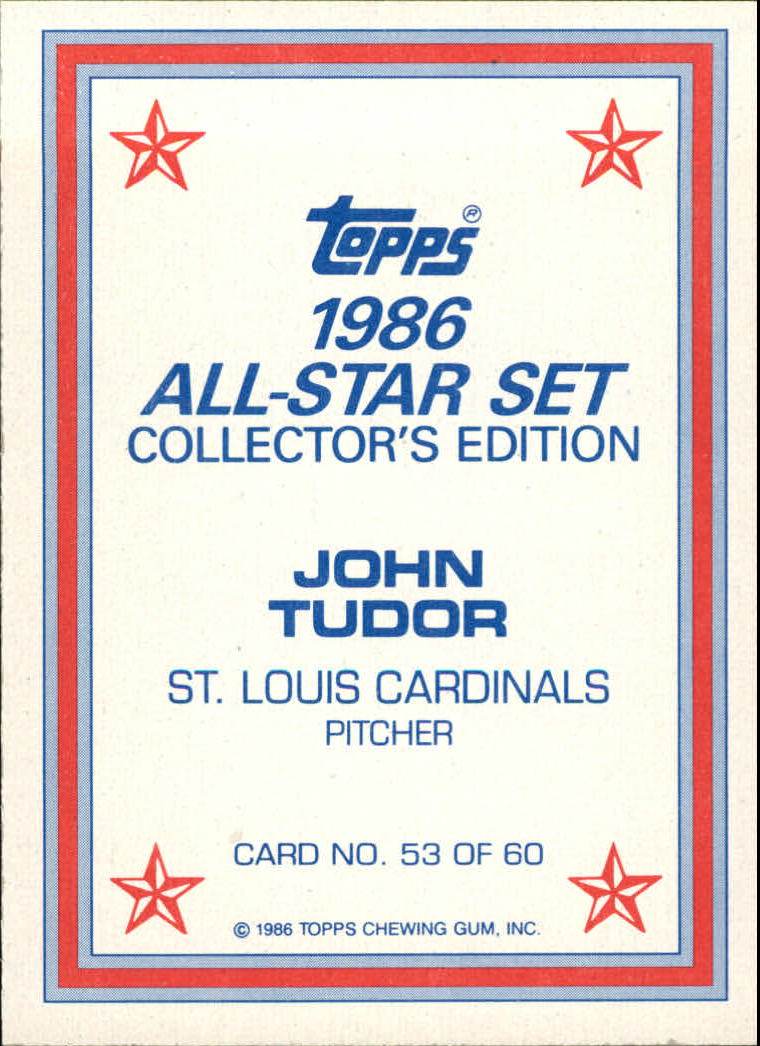 topps®
1986
ALL-STAR SET
COLLECTOR'S EDITION
JOHN
TUDOR
ST. LOUIS CARDINALS
PITCHER
CARD NO. 53 OF 60
© 1986 TOPPS CHEWING GUM, INC.